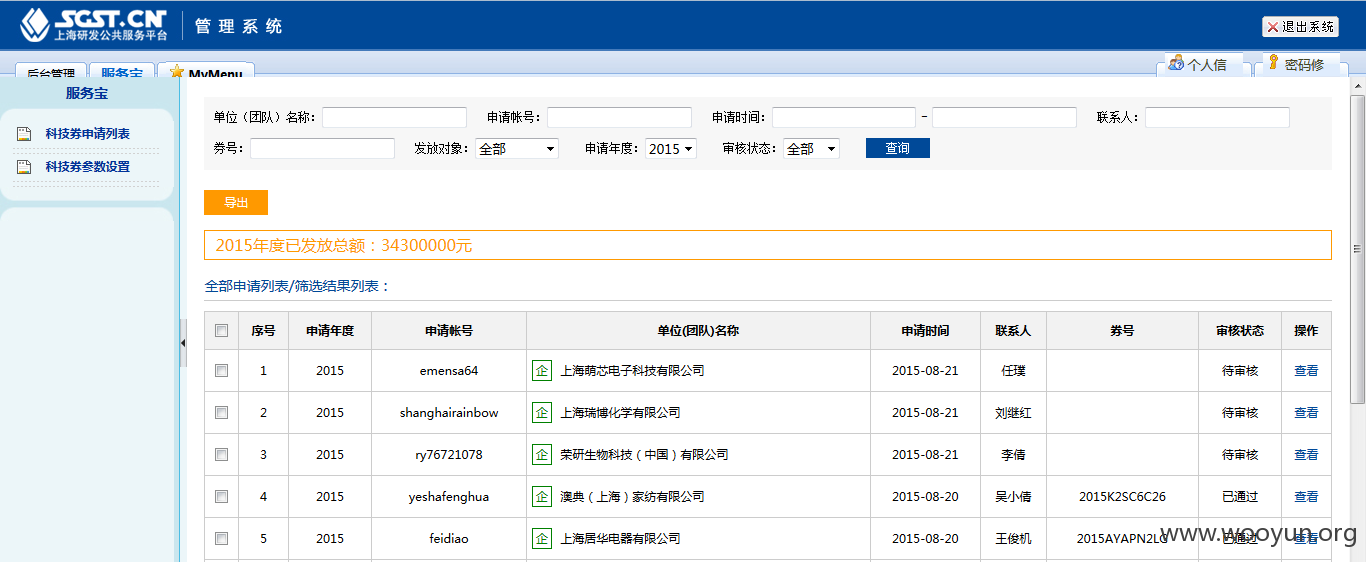 SGST.CN
上海研发公共服务平台
管理系统
退出系统
后台管理 服务宝 MyMenu 个人信 密码修
服务宝
科技券申请列表
科技券参数设置
单位（团队）名称： 申请帐号： 申请时间： - 联系人：
券号： 发放对象： 全部 申请年度： 2015 审核状态： 全部 查询
导出
2015年度已发放总额：34300000元
全部申请列表/筛选结果列表：
序号 申请年度 申请帐号 单位(团队)名称 申请时间 联系人 券号 审核状态 操作
1 2015 emensa64 企 上海萌芯电子科技有限公司 2015-08-21 任璞 待审核 查看
2 2015 shanghairainbow 企 上海瑞博化学有限公司 2015-08-21 刘继红 待审核 查看
3 2015 ry76721078 企 荣研生物科技（中国）有限公司 2015-08-21 李倩 待审核 查看
4 2015 yeshafenghua 企 澳典（上海）家纺有限公司 2015-08-20 吴小倩 2015K2SC6C26 已通过 查看
5 2015 feidiao 企 上海居华电器有限公司 2015-08-20 王俊机 2015AYAPN2LG 已通过 查看
www.wooyun.org